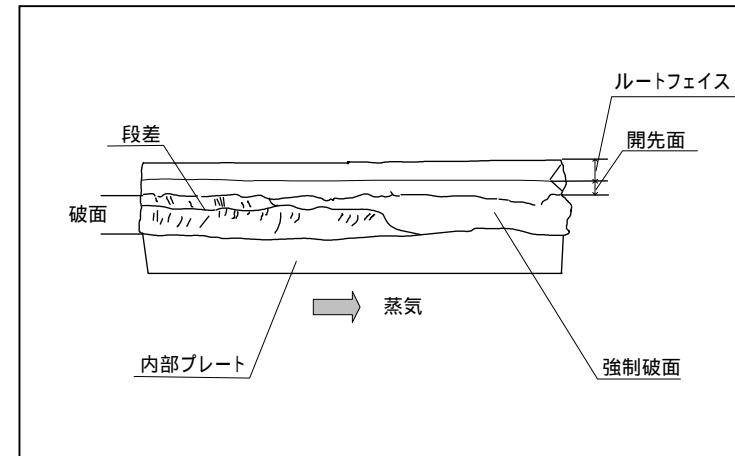 ルートフェイス
段差
開先面
破面
蒸気
内部プレート
強制破面